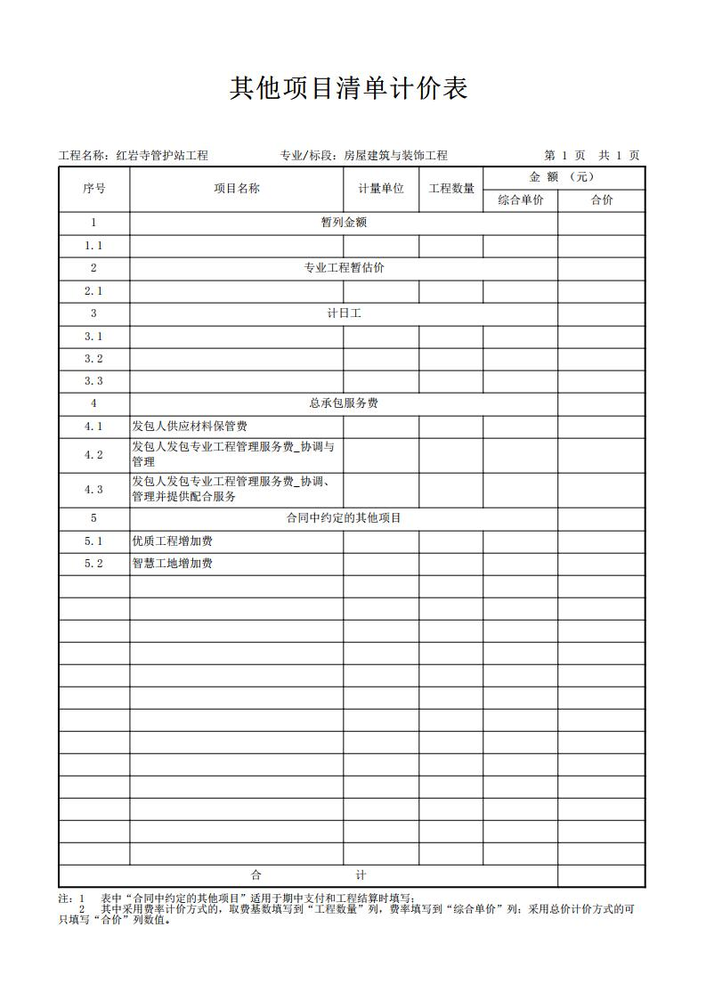 其他项目清单计价表
工程名称：红岩寺管护站工程 专业/标段：房屋建筑与装饰工程 第 1 页 共 1 页
序号 项目名称 计量单位 工程数量 金 额 （元）
综合单价 合价
1 暂列金额
1.1
2 专业工程暂估价
2.1
3 计日工
3.1
3.2
3.3
4 总承包服务费
4.1 发包人供应材料保管费
4.2 发包人发包专业工程管理服务费_协调与
管理
4.3 发包人发包专业工程管理服务费_协调、
管理并提供配合服务
5 合同中约定的其他项目
5.1 优质工程增加费
5.2 智慧工地增加费
合 计
注：1 表中“合同中约定的其他项目”适用于期中支付和工程结算时填写；
2 其中采用费率计价方式的，取费基数填写到“工程数量”列，费率填写到“综合单价”列；采用总价计价方式的可
只填写“合价”列数值。